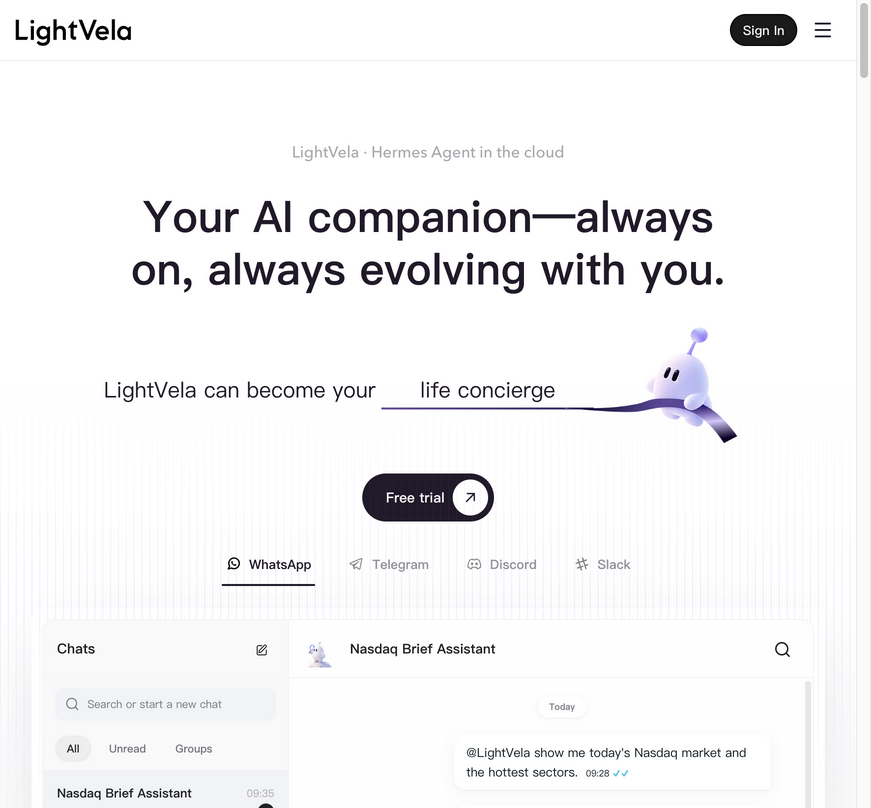 LightVela
Sign In
LightVela · Hermes Agent in the cloud
Your AI companion—always
on, always evolving with you.
LightVela can become your life concierge
Free trial
WhatsApp Telegram Discord Slack
Chats
Nasdaq Brief Assistant
Search or start a new chat
Today
All Unread Groups
@LightVela show me today's Nasdaq market and
the hottest sectors. 09:28
Nasdaq Brief Assistant 09:35